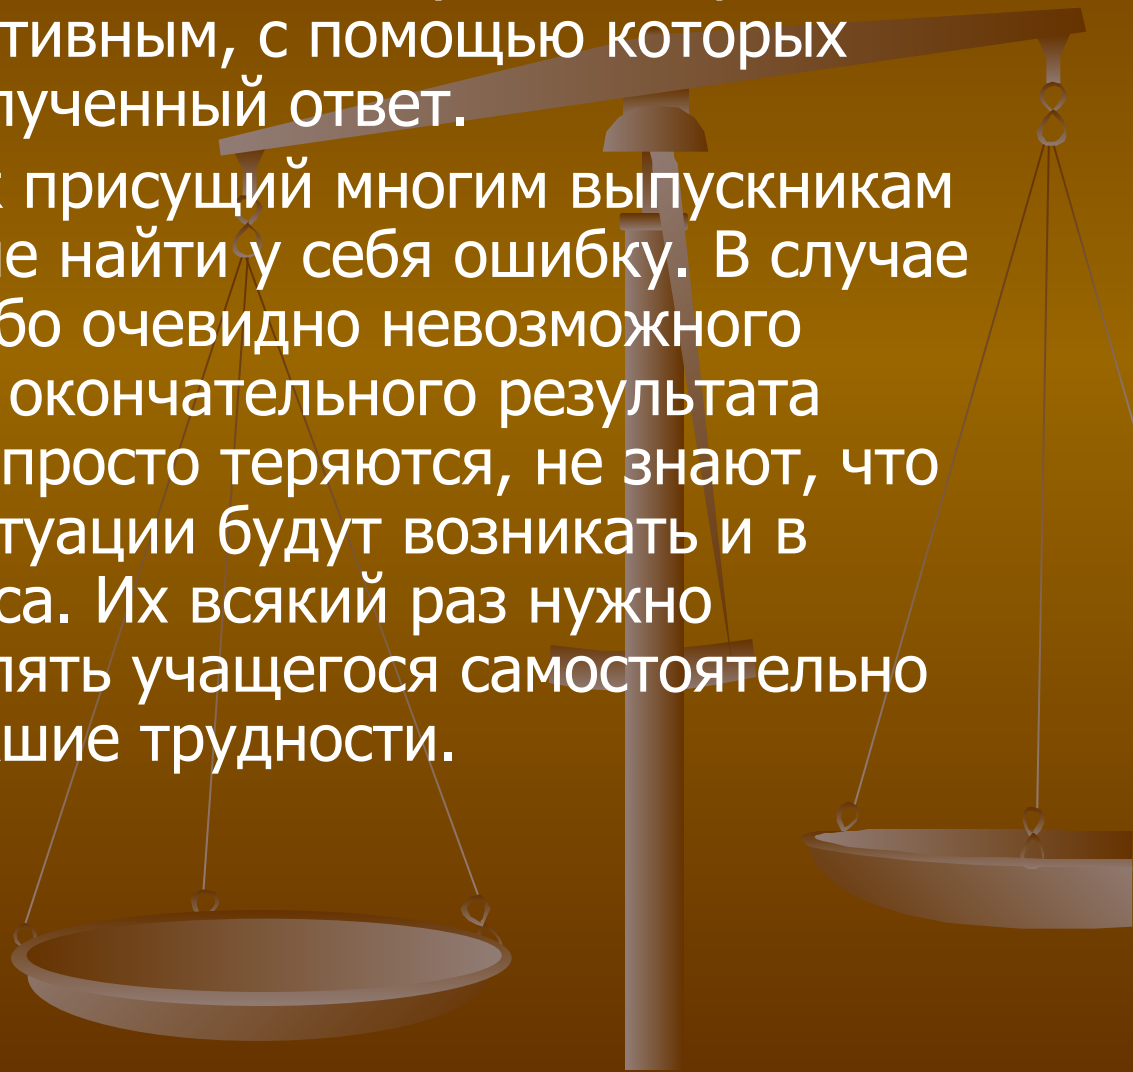 тивным, с помощью которых
лученный ответ.
присущий многим выпускникам
найти у себя ошибку. В случае
бо очевидно невозможного
окончательного результата
просто теряются, не знают, что
туации будут возникать и в
са. Их всякий раз нужно
лять учащегося самостоятельно
шие трудности.